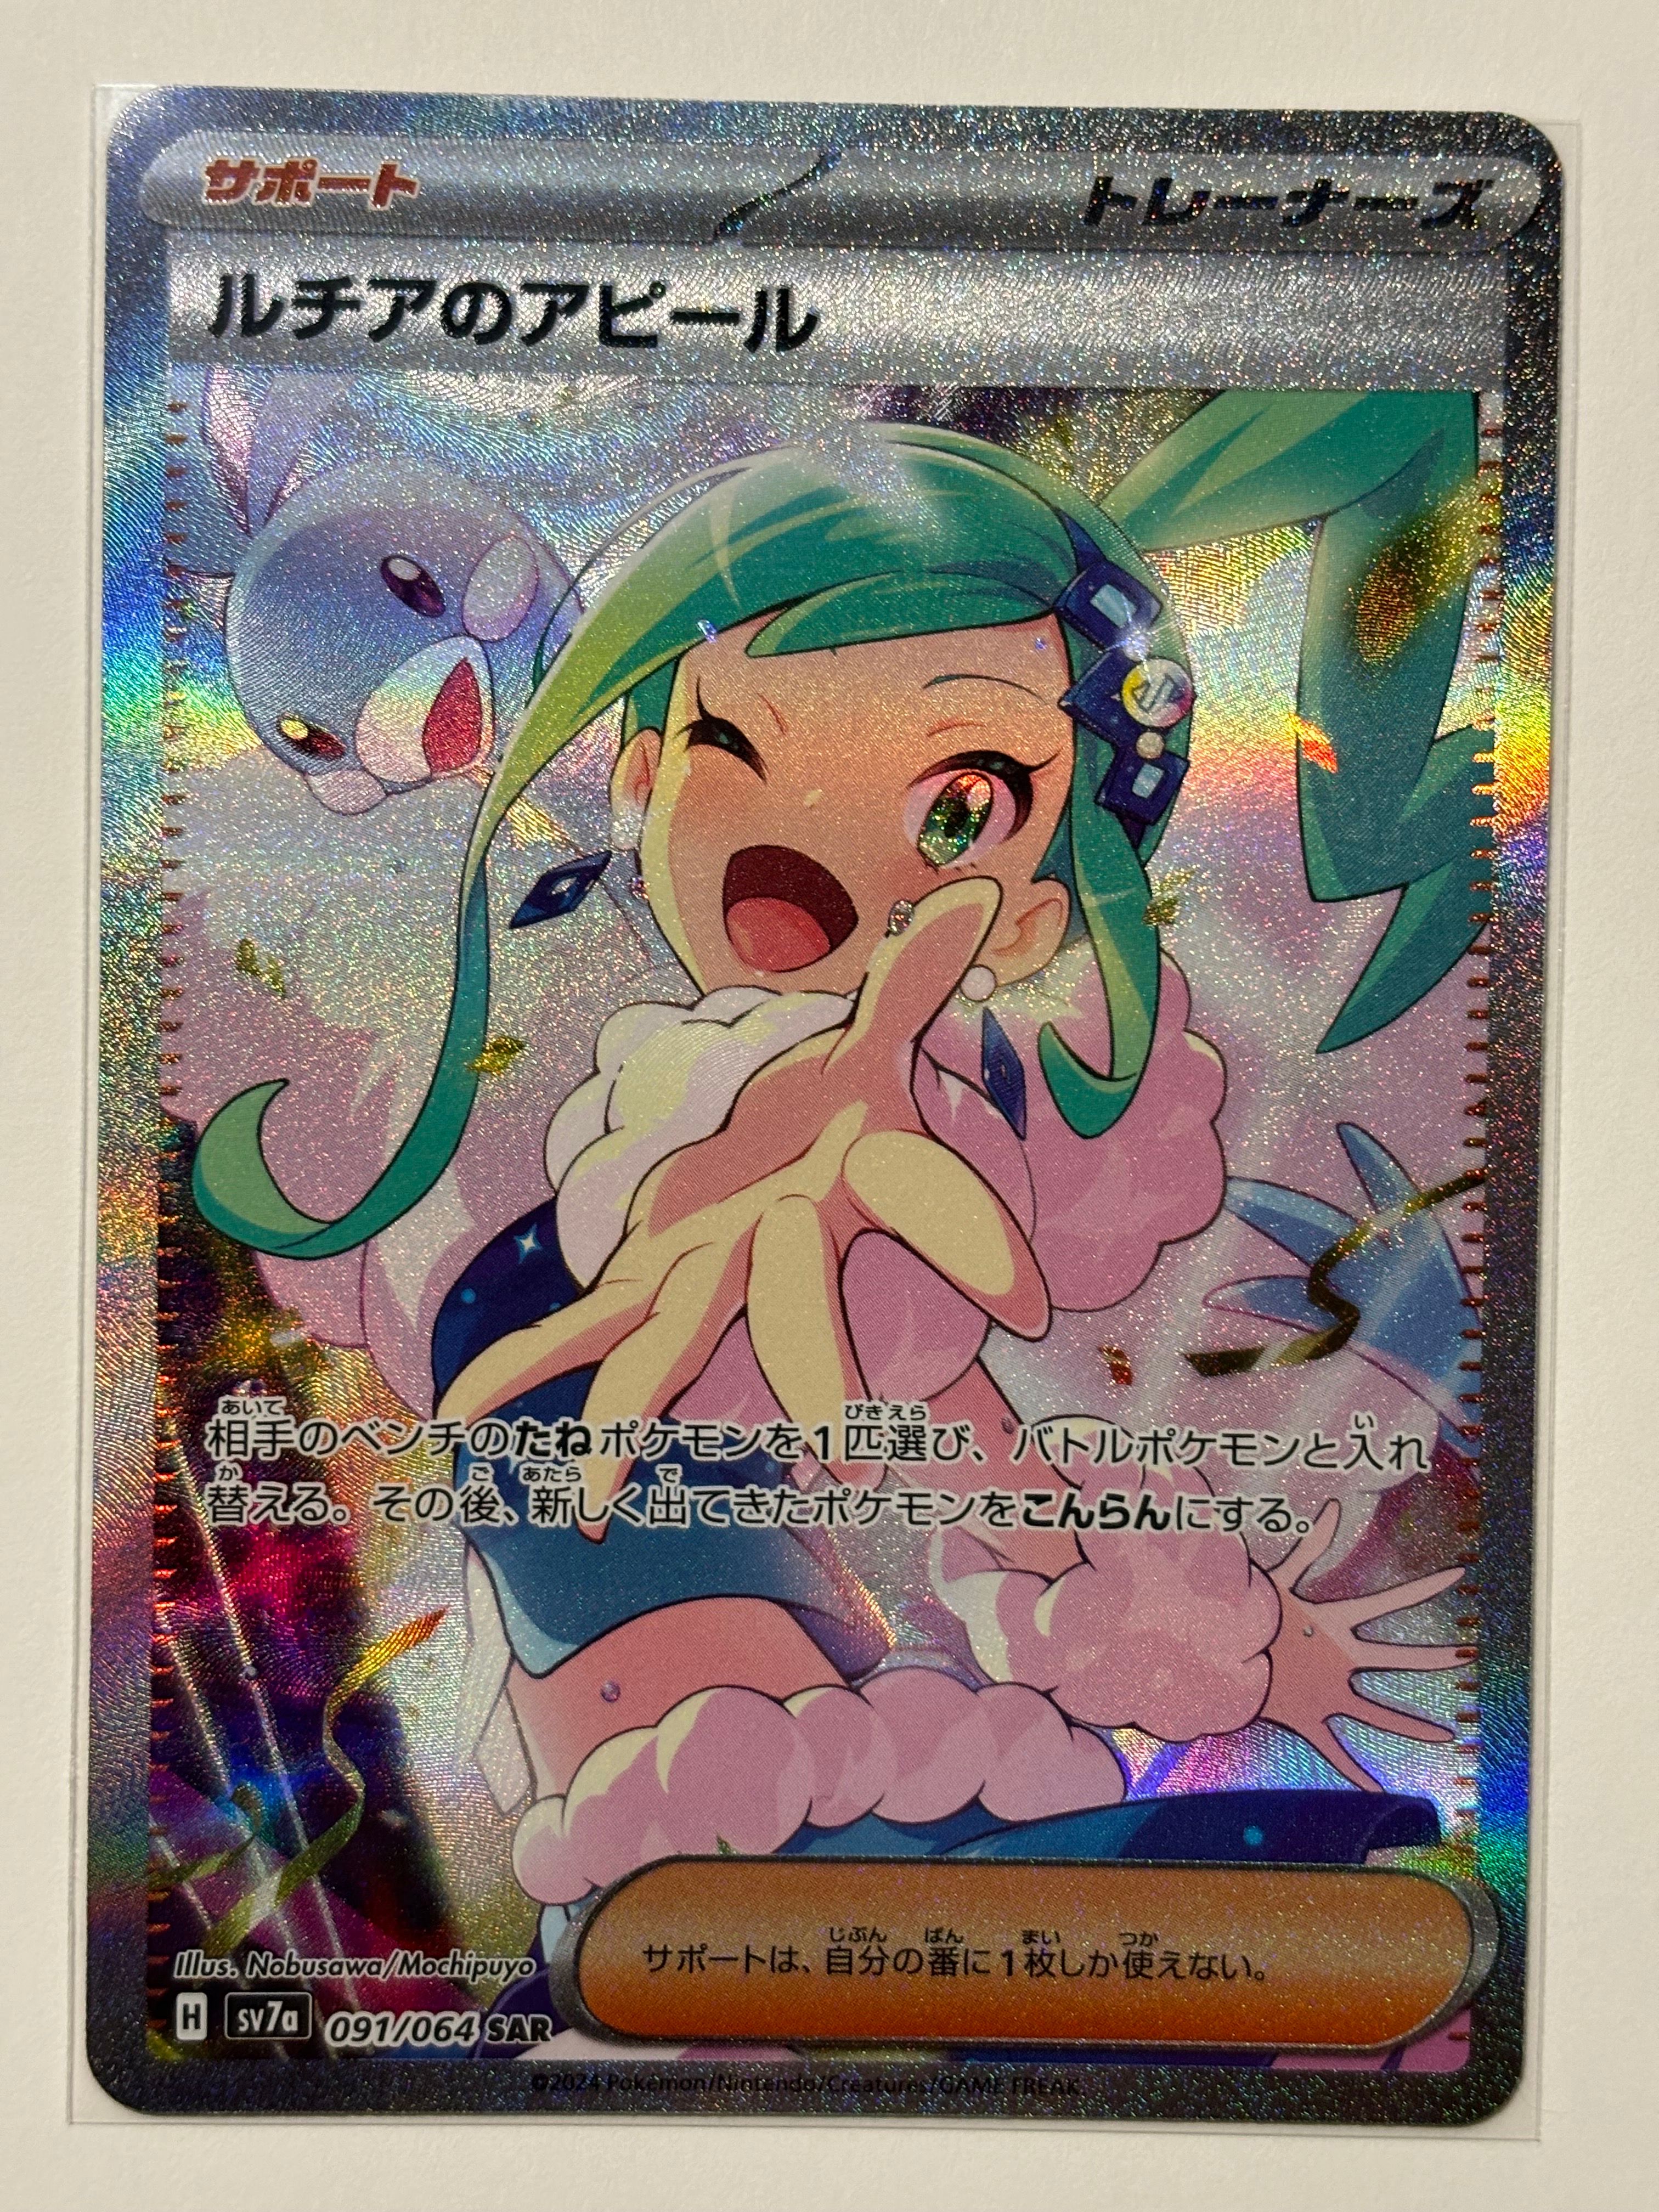 サポート
トレーナーズ
ルチアのアピール
相手のベンチのたねポケモンを1匹選び、バトルポケモンと入れ
替える。その後、新しく出てきたポケモンをこんらんにする。
サポートは、自分の番に1枚しか使えない。
Illus. Nobusawa/Mochipuyo
H sv7a 091/064 SAR
©2024 Pokémon/Nintendo/Creatures/GAME FREAK.